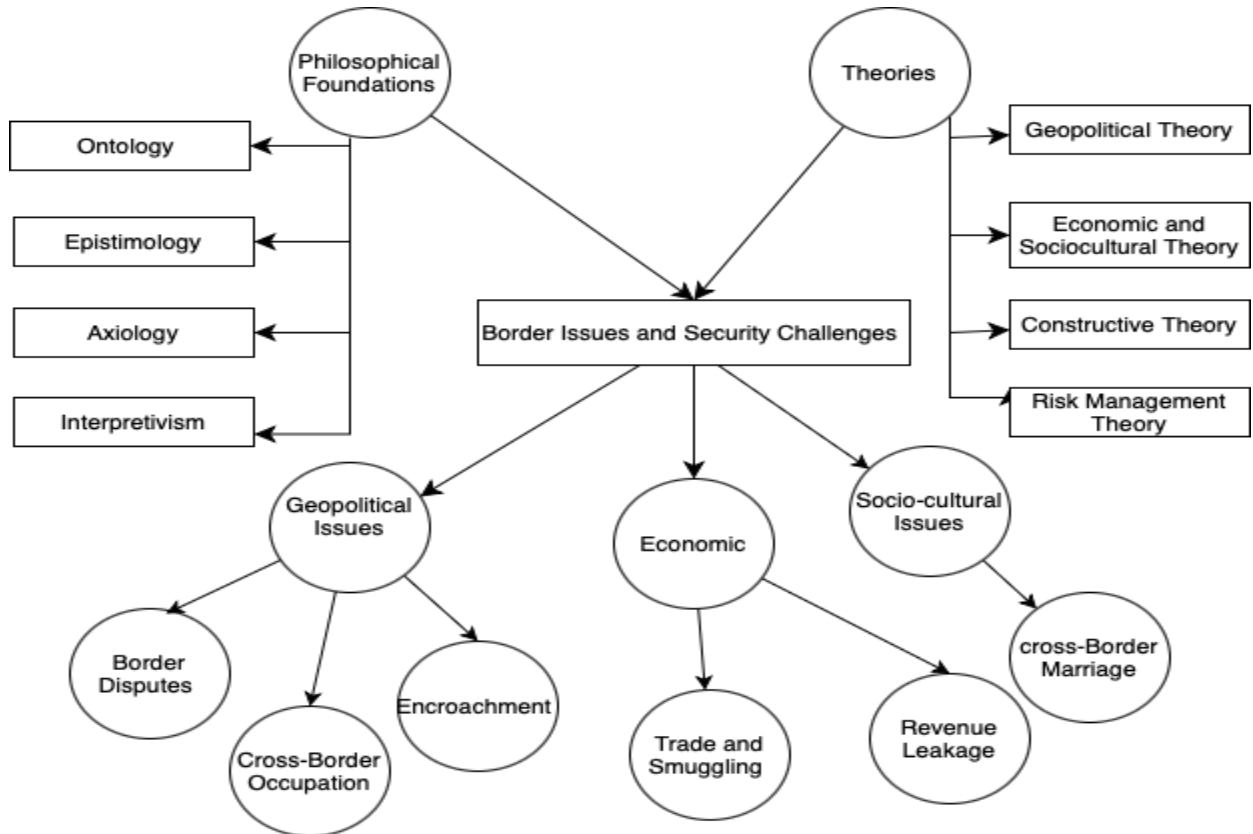 Philosophical
Foundations
Theories
Ontology
Epistimology
Axiology
Interpretivism
Geopolitical Theory
Economic and
Sociocultural Theory
Constructive Theory
Risk Management
Theory
Border Issues and Security Challenges
Geopolitical
Issues
Economic
Socio-cultural
Issues
Border
Disputes
Cross-Border
Occupation
Encroachment
Trade and
Smuggling
Revenue
Leakage
cross-Border
Marriage